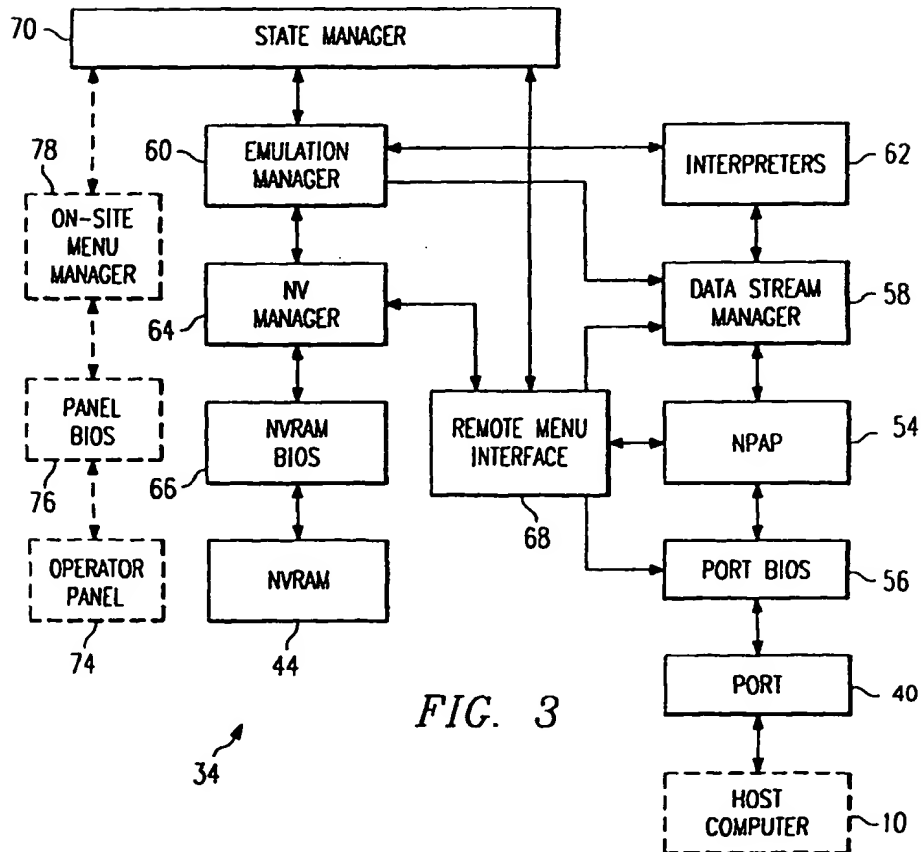 70
STATE MANAGER
78
ON-SITE
MENU
MANAGER
60
EMULATION
MANAGER
INTERPRETERS
62
64
NV
MANAGER
DATA STREAM
MANAGER
58
PANEL
BIOS
76
NVRAM
BIOS
66
REMOTE MENU
INTERFACE
68
NPAP
54
OPERATOR
PANEL
74
NVRAM
44
PORT BIOS
56
PORT
40
HOST
COMPUTER
10
34
FIG. 3